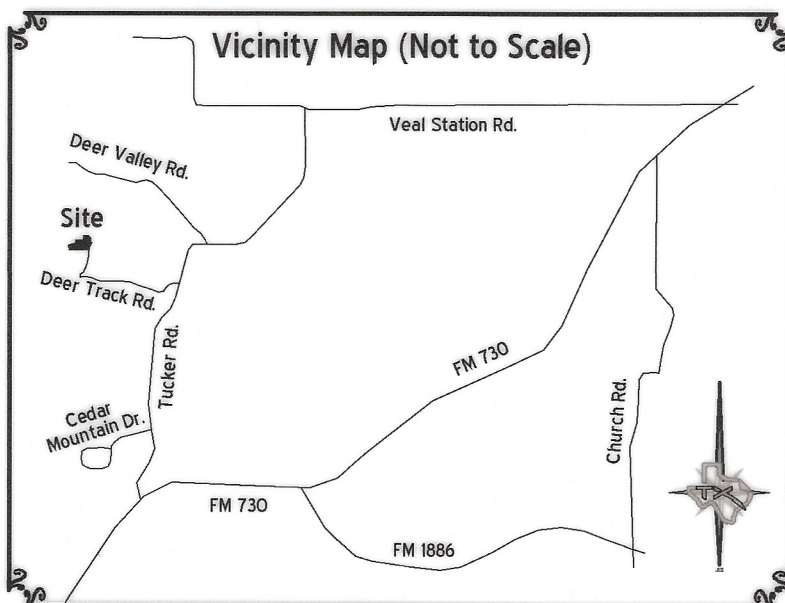 Vicinity Map (Not to Scale)
Veal Station Rd.
Deer Valley Rd.
Site
Deer Track Rd.
Tucker Rd.
FM 730
Church Rd.
Cedar
Mountain Dr.
TX
FM 730
FM 1886